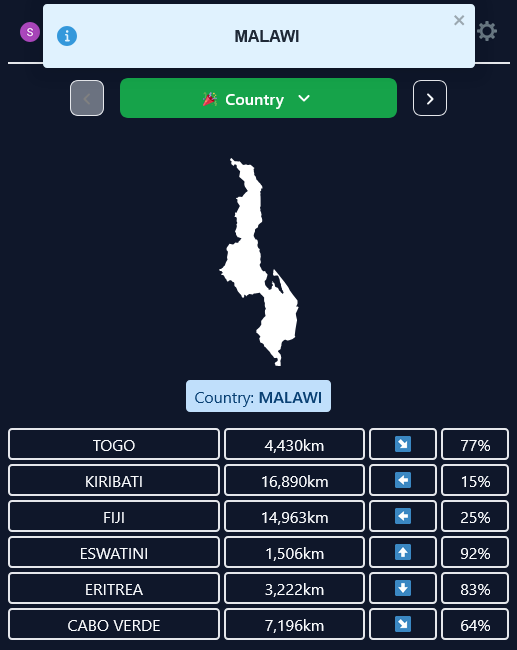 S
MALAWI
Country
Country: MALAWI
TOGO 4,430km 77%
KIRIBATI 16,890km 15%
FIJI 14,963km 25%
ESWATINI 1,506km 92%
ERITREA 3,222km 83%
CABO VERDE 7,196km 64%